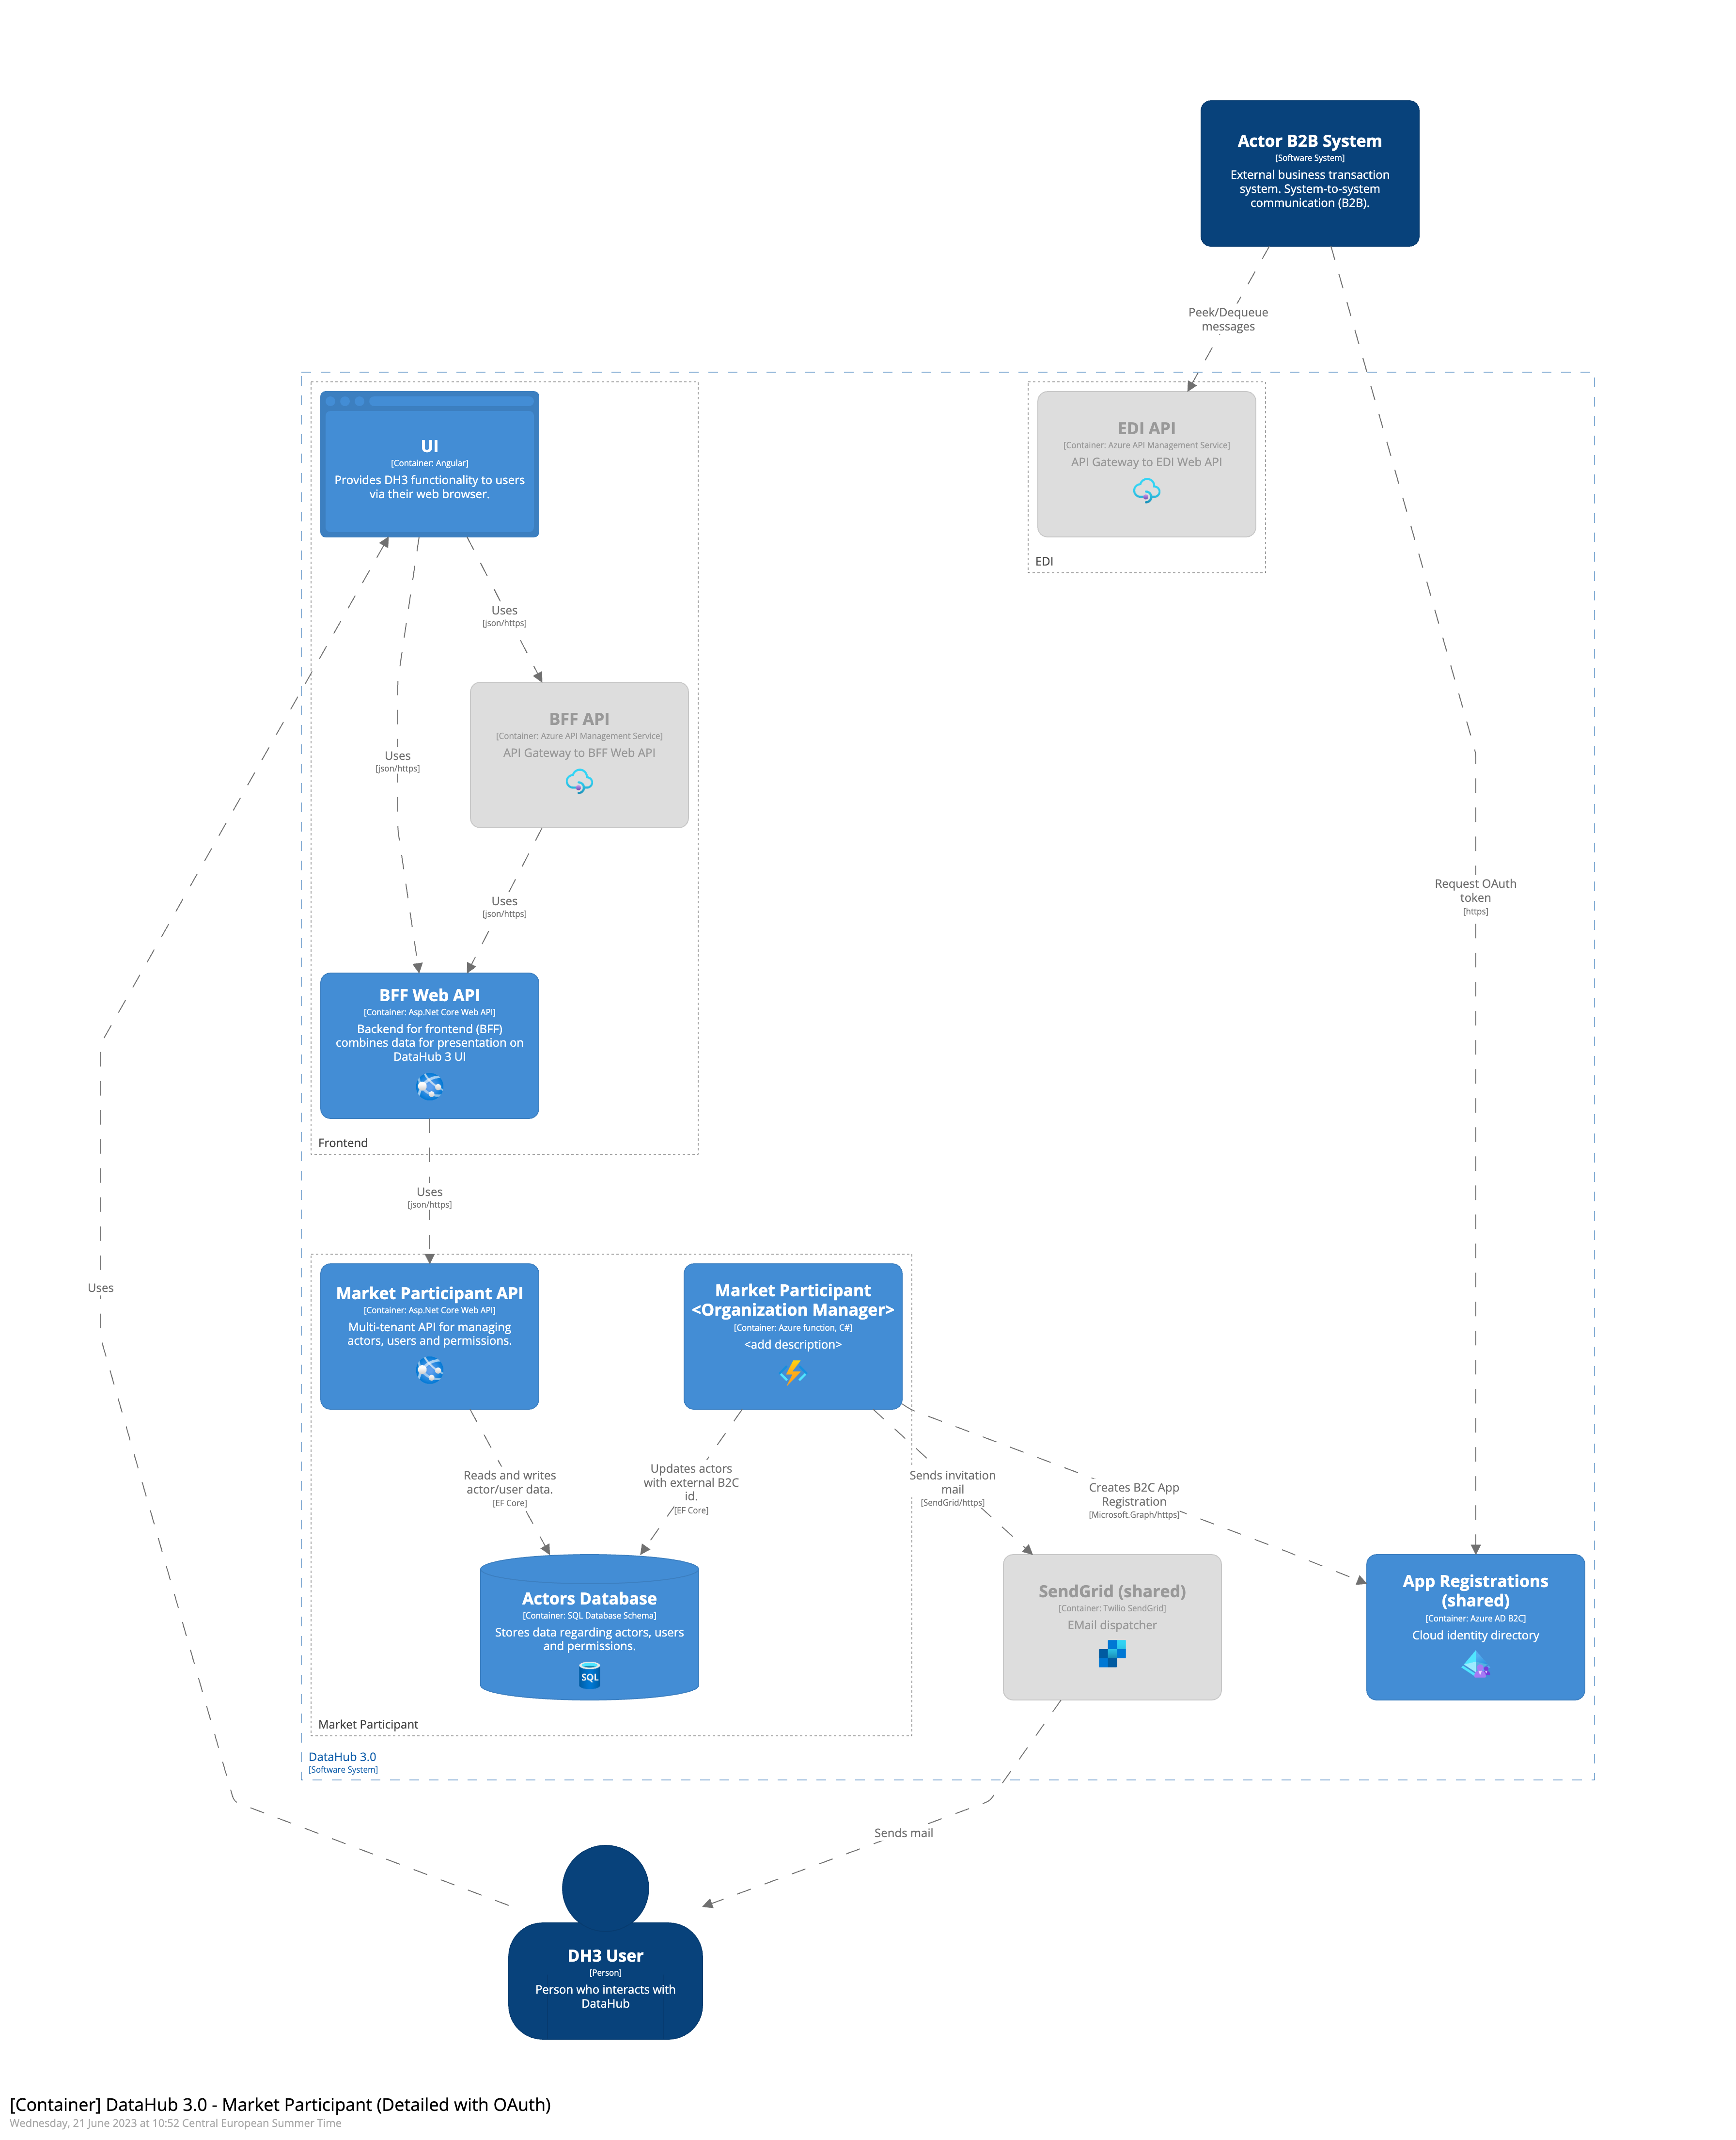 Actor B2B System
[Software System]
External business transaction
system. System-to-system
communication (B2B).
Peek/Dequeue
messages
UI
[Container: Angular]
Provides DH3 functionality to users
via their web browser.
EDI API
[Container: Azure API Management Service]
API Gateway to EDI Web API
EDI
Uses
[json/https]
BFF API
[Container: Azure API Management Service]
API Gateway to BFF Web API
Uses
[json/https]
Request OAuth
token
[https]
Uses
[json/https]
BFF Web API
[Container: Asp.Net Core Web API]
Backend for frontend (BFF)
combines data for presentation on
DataHub 3 UI
Frontend
Uses
[json/https]
Uses
Market Participant API
[Container: Asp.Net Core Web API]
Multi-tenant API for managing
actors, users and permissions.
Market Participant
<Organization Manager>
[Container: Azure function, C#]
<add description>
Reads and writes
actor/user data.
[EF Core]
Updates actors
with external B2C
id.
[EF Core]
Sends invitation
mail
[SendGrid/https]
Creates B2C App
Registration
[Microsoft.Graph/https]
Actors Database
[Container: SQL Database Schema]
Stores data regarding actors, users
and permissions.
SQL
SendGrid (shared)
[Container: Twilio SendGrid]
EMail dispatcher
App Registrations
(shared)
[Container: Azure AD B2C]
Cloud identity directory
Market Participant
DataHub 3.0
[Software System]
Sends mail
DH3 User
[Person]
Person who interacts with
DataHub
[Container] DataHub 3.0 - Market Participant (Detailed with OAuth)
Wednesday, 21 June 2023 at 10:52 Central European Summer Time